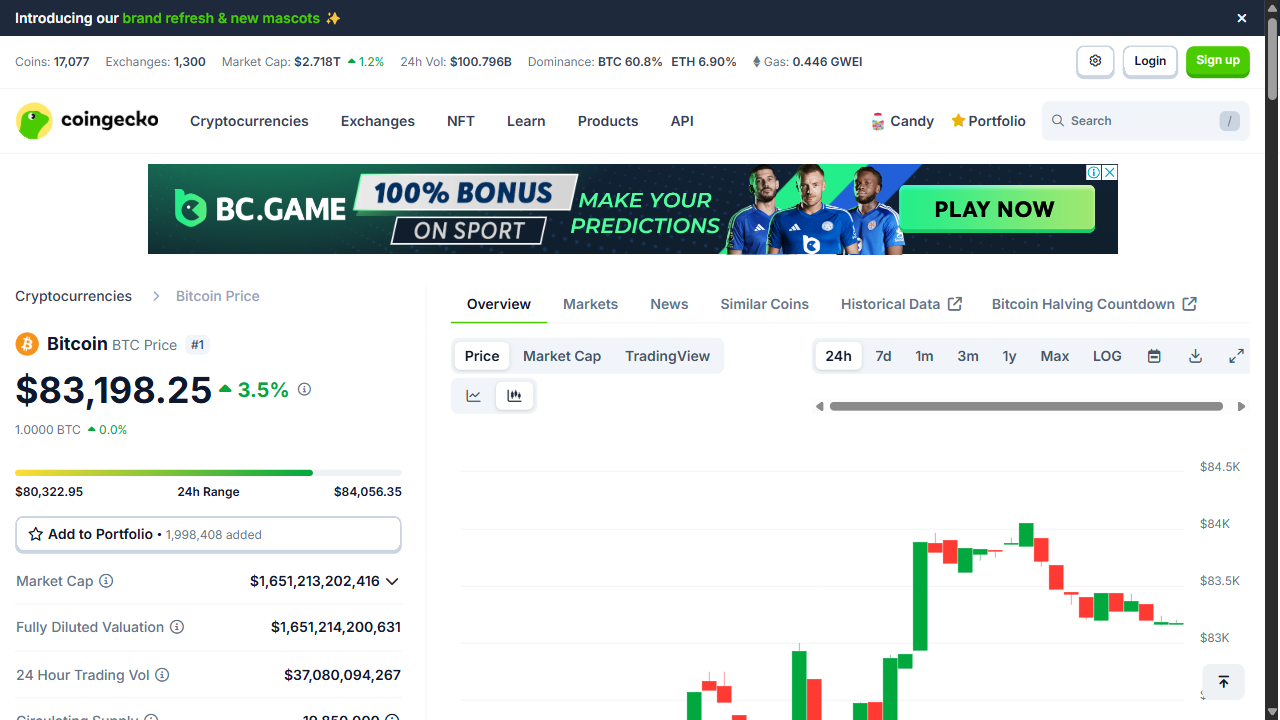 Introducing our brand refresh & new mascots ✨
Coins: 17,077 Exchanges: 1,300 Market Cap: $2.718T 1.2% 24h Vol: $100.796B Dominance: BTC 60.8% ETH 6.90% Gas: 0.446 GWEI Login Sign up
coingecko Cryptocurrencies Exchanges NFT Learn Products API Candy Portfolio Search /
BC.GAME 100% BONUS ON SPORT MAKE YOUR PREDICTIONS PLAY NOW
Cryptocurrencies Bitcoin Price
Bitcoin BTC Price #1
$83,198.25 3.5%
1.0000 BTC 0.0%
$80,322.95 24h Range $84,056.35
Add to Portfolio • 1,998,408 added
Market Cap $1,651,213,202,416
Fully Diluted Valuation $1,651,214,200,631
24 Hour Trading Vol $37,080,094,267
Circulating Supply 19,850,000
Overview Markets News Similar Coins Historical Data Bitcoin Halving Countdown
Price Market Cap TradingView 24h 7d 1m 3m 1y Max LOG
$84.5K
$84K
$83.5K
$83K